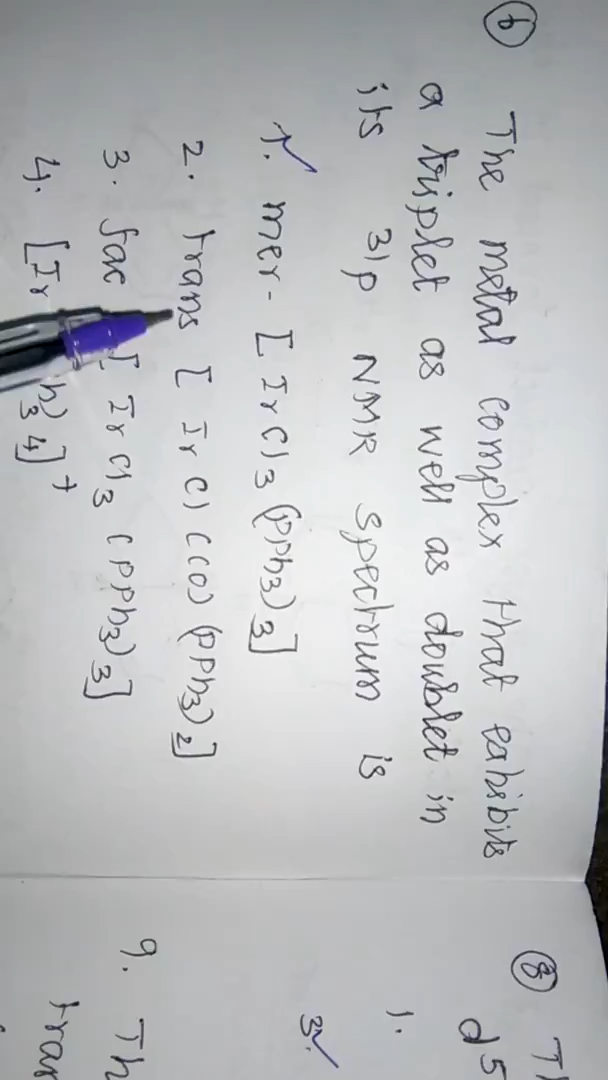 6 The metal complex that exhibits
a triplet as well as doublet in
its 31p NMR spectrum is
1. mer - [IrCl3 (PPh3)3]
2. trans [IrCl(CO)(PPh3)2]
3. fac [IrCl3 (PPh3)3]
4. [Ir h3)4]+
8
1. d5
3.
9. Th